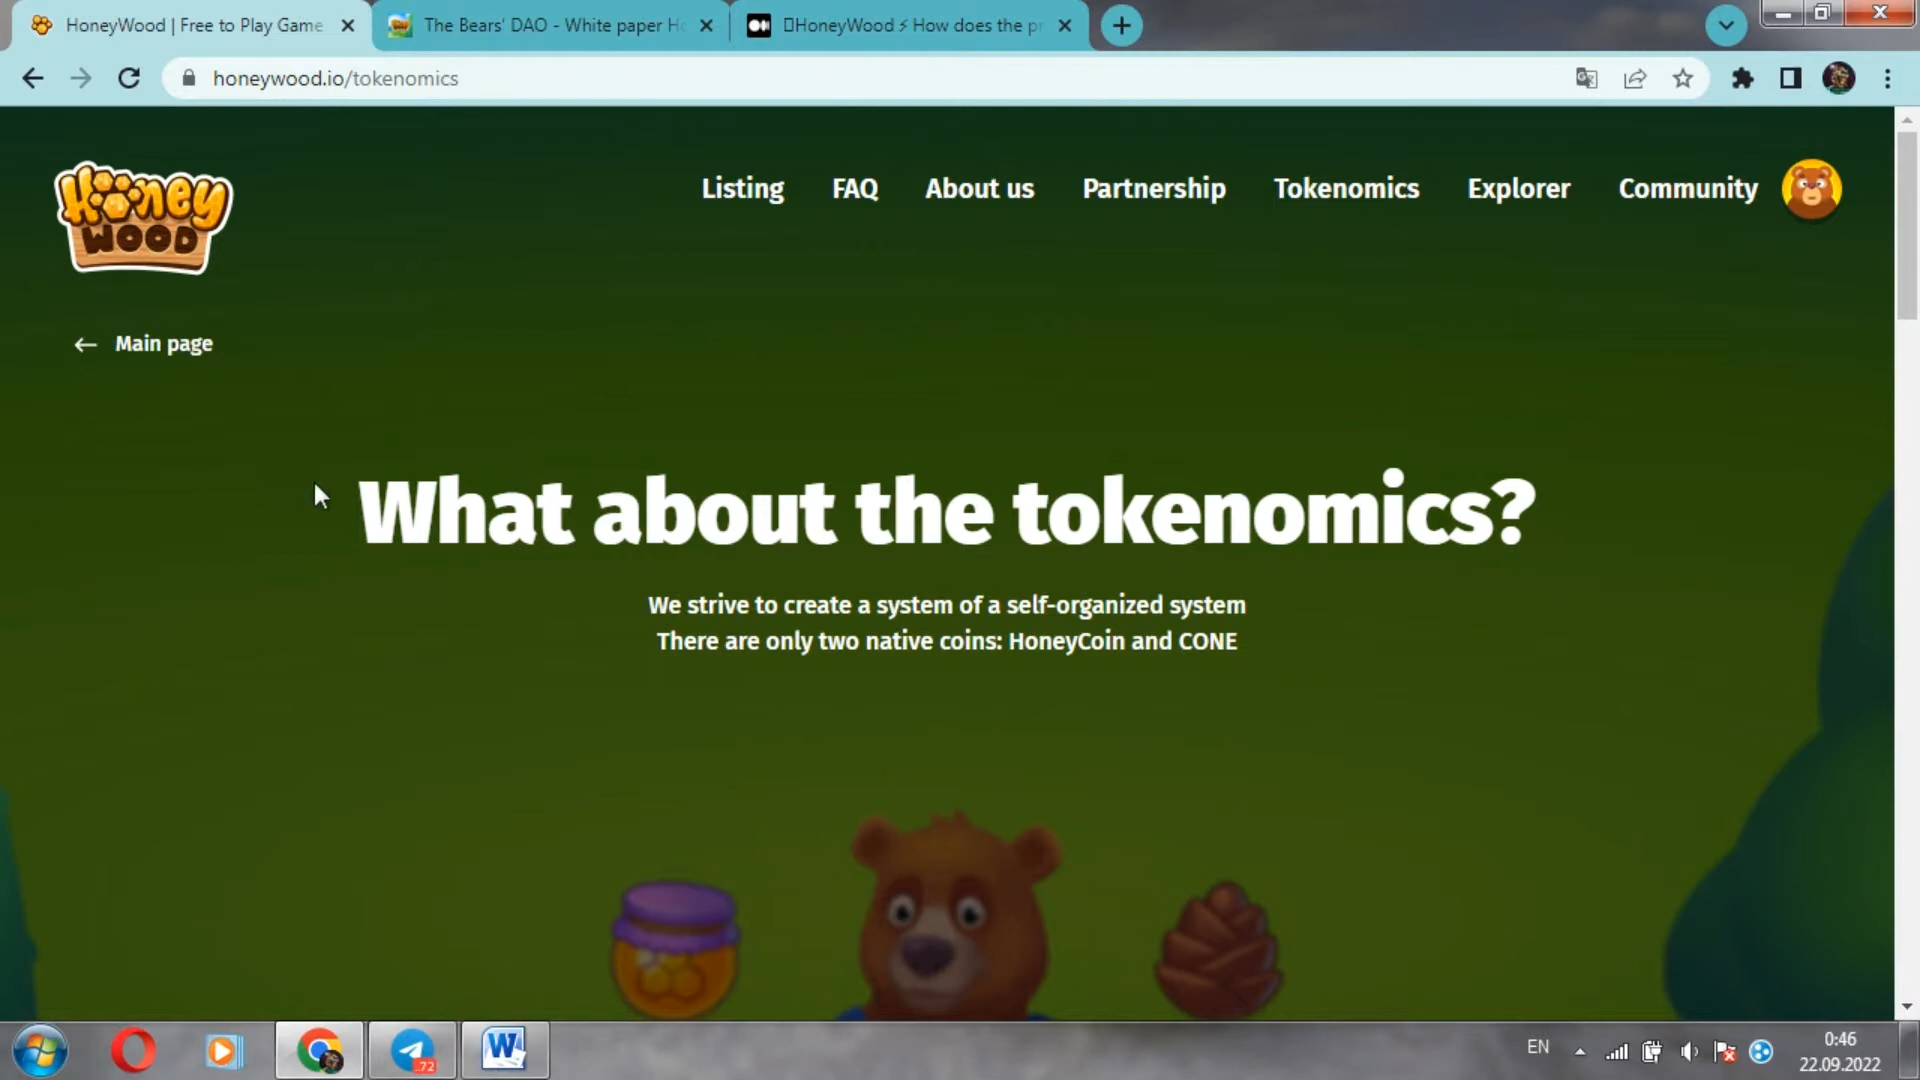 HoneyWood | Free to Play Game
The Bears' DAO - White paper Ho
HoneyWood ⚡ How does the pr
honeywood.io/tokenomics
Honey
WOOD
Listing
FAQ
About us
Partnership
Tokenomics
Explorer
Community
← Main page
What about the tokenomics?
We strive to create a system of a self-organized system
There are only two native coins: HoneyCoin and CONE
72
W
EN
0:46
22.09.2022